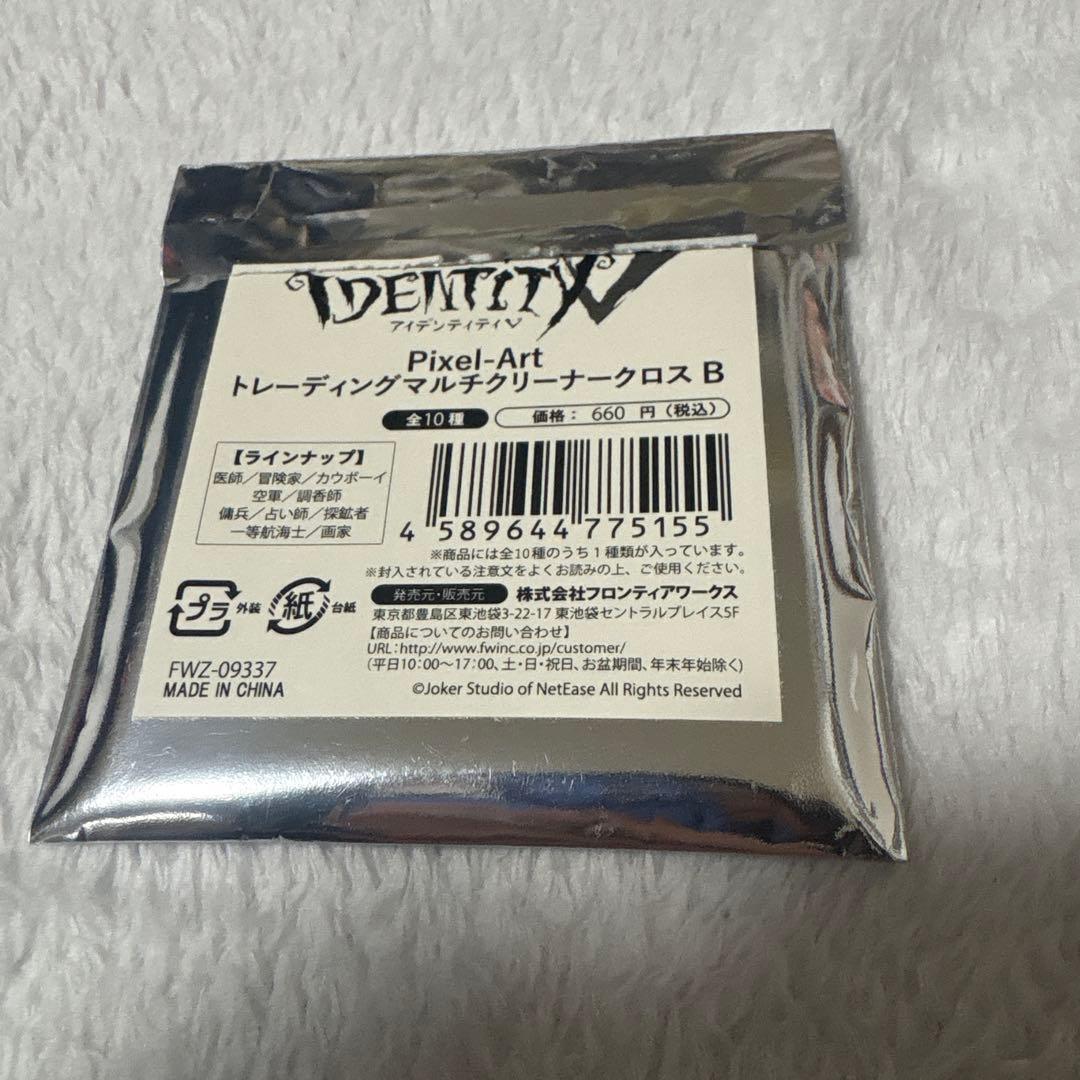 IDENTITY V
アイデンティティV
Pixel-Art
トレーディングマルチクリーナークロス B
全10種 価格: 660 円(税込)
【ラインナップ】
医師／冒険家／カウボーイ
空軍／調香師
傭兵／占い師／探鉱者
一等航海士／画家
4 589644 775155
※商品には全10種のうち1種類が入っています。
※封入されている注意文をよくお読みの上、ご使用ください。
プラ 外装 紙 台紙
発売元・販売元 株式会社フロンティアワークス
東京都豊島区東池袋3-22-17 東池袋セントラルプレイス5F
【商品についてのお問い合わせ】
URL:http://www.fwinc.co.jp/customer/
(平日10:00〜17:00、土・日・祝日、お盆期間、年末年始除く)
FWZ-09337
MADE IN CHINA
©Joker Studio of NetEase All Rights Reserved